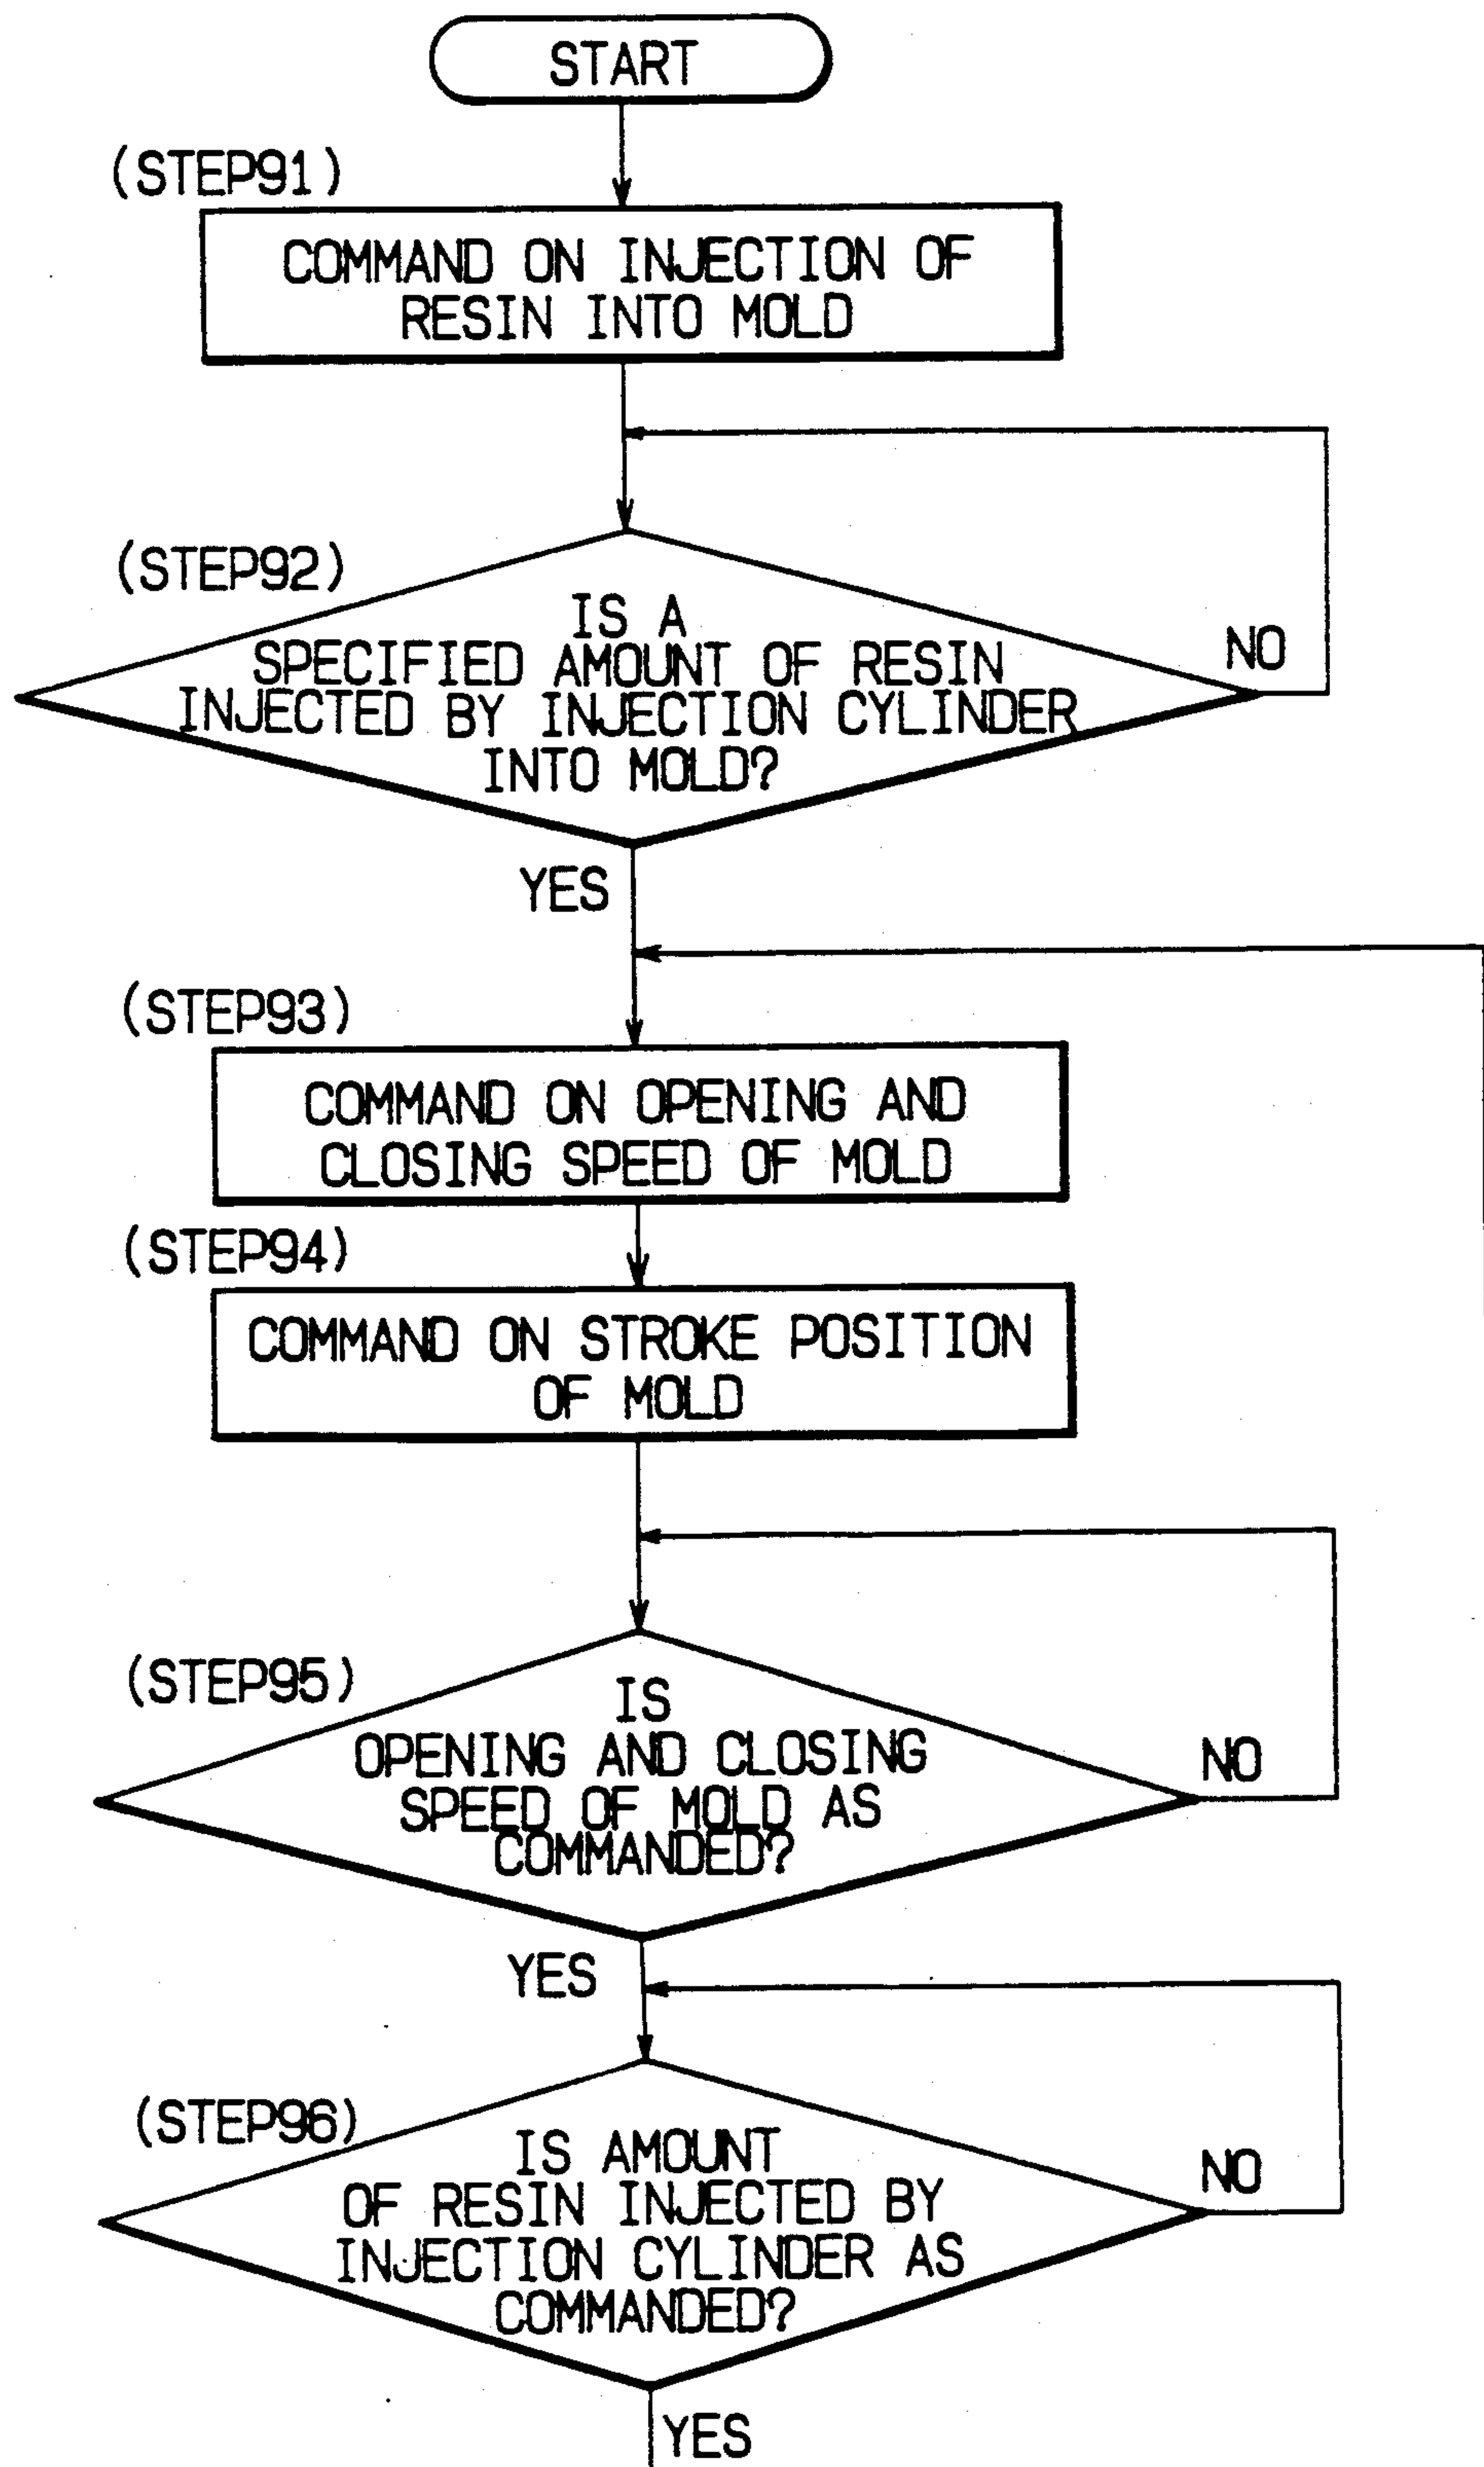 START
(STEP91)
COMMAND ON INJECTION OF
RESIN INTO MOLD
(STEP92)
IS A
SPECIFIED AMOUNT OF RESIN
INJECTED BY INJECTION CYLINDER
INTO MOLD?
NO
YES
(STEP93)
COMMAND ON OPENING AND
CLOSING SPEED OF MOLD
(STEP94)
COMMAND ON STROKE POSITION
OF MOLD
(STEP95)
IS
OPENING AND CLOSING
SPEED OF MOLD AS
COMMANDED?
NO
YES
(STEP96)
IS AMOUNT
OF RESIN INJECTED BY
INJECTION CYLINDER AS
COMMANDED?
NO
YES